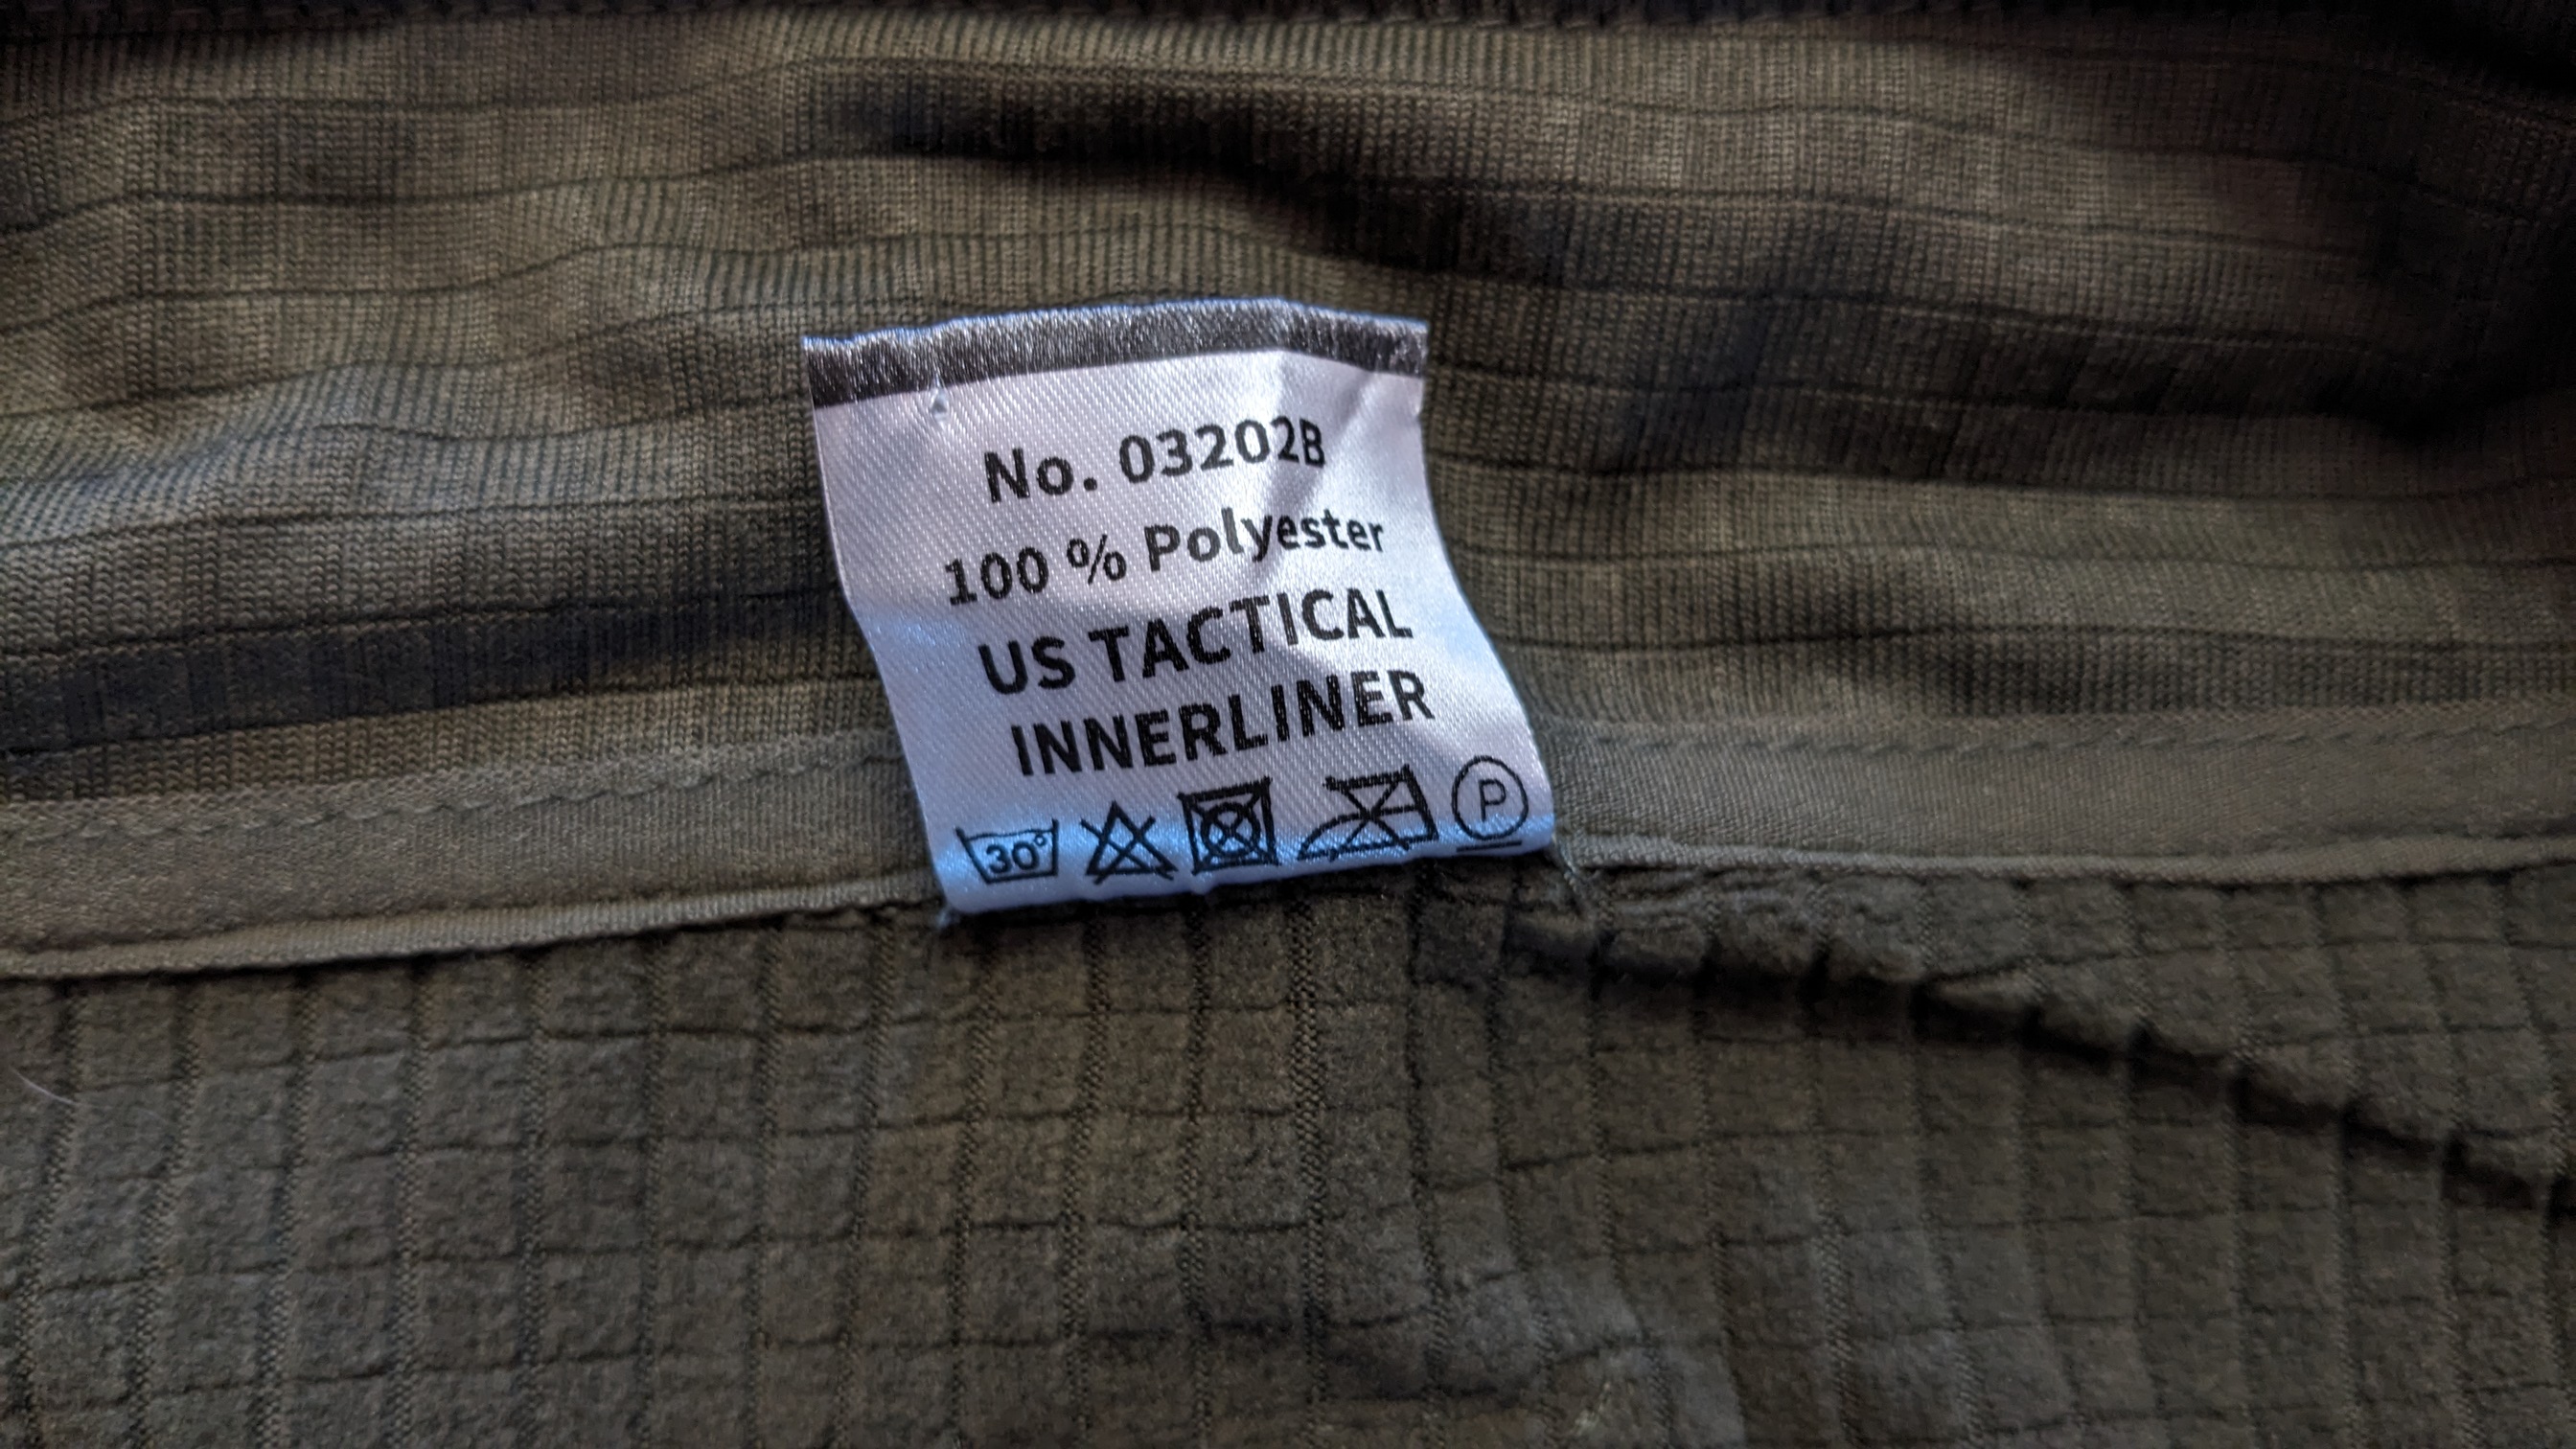 No. 03202B
100 % Polyester
US TACTICAL
INNERLINER
30° P